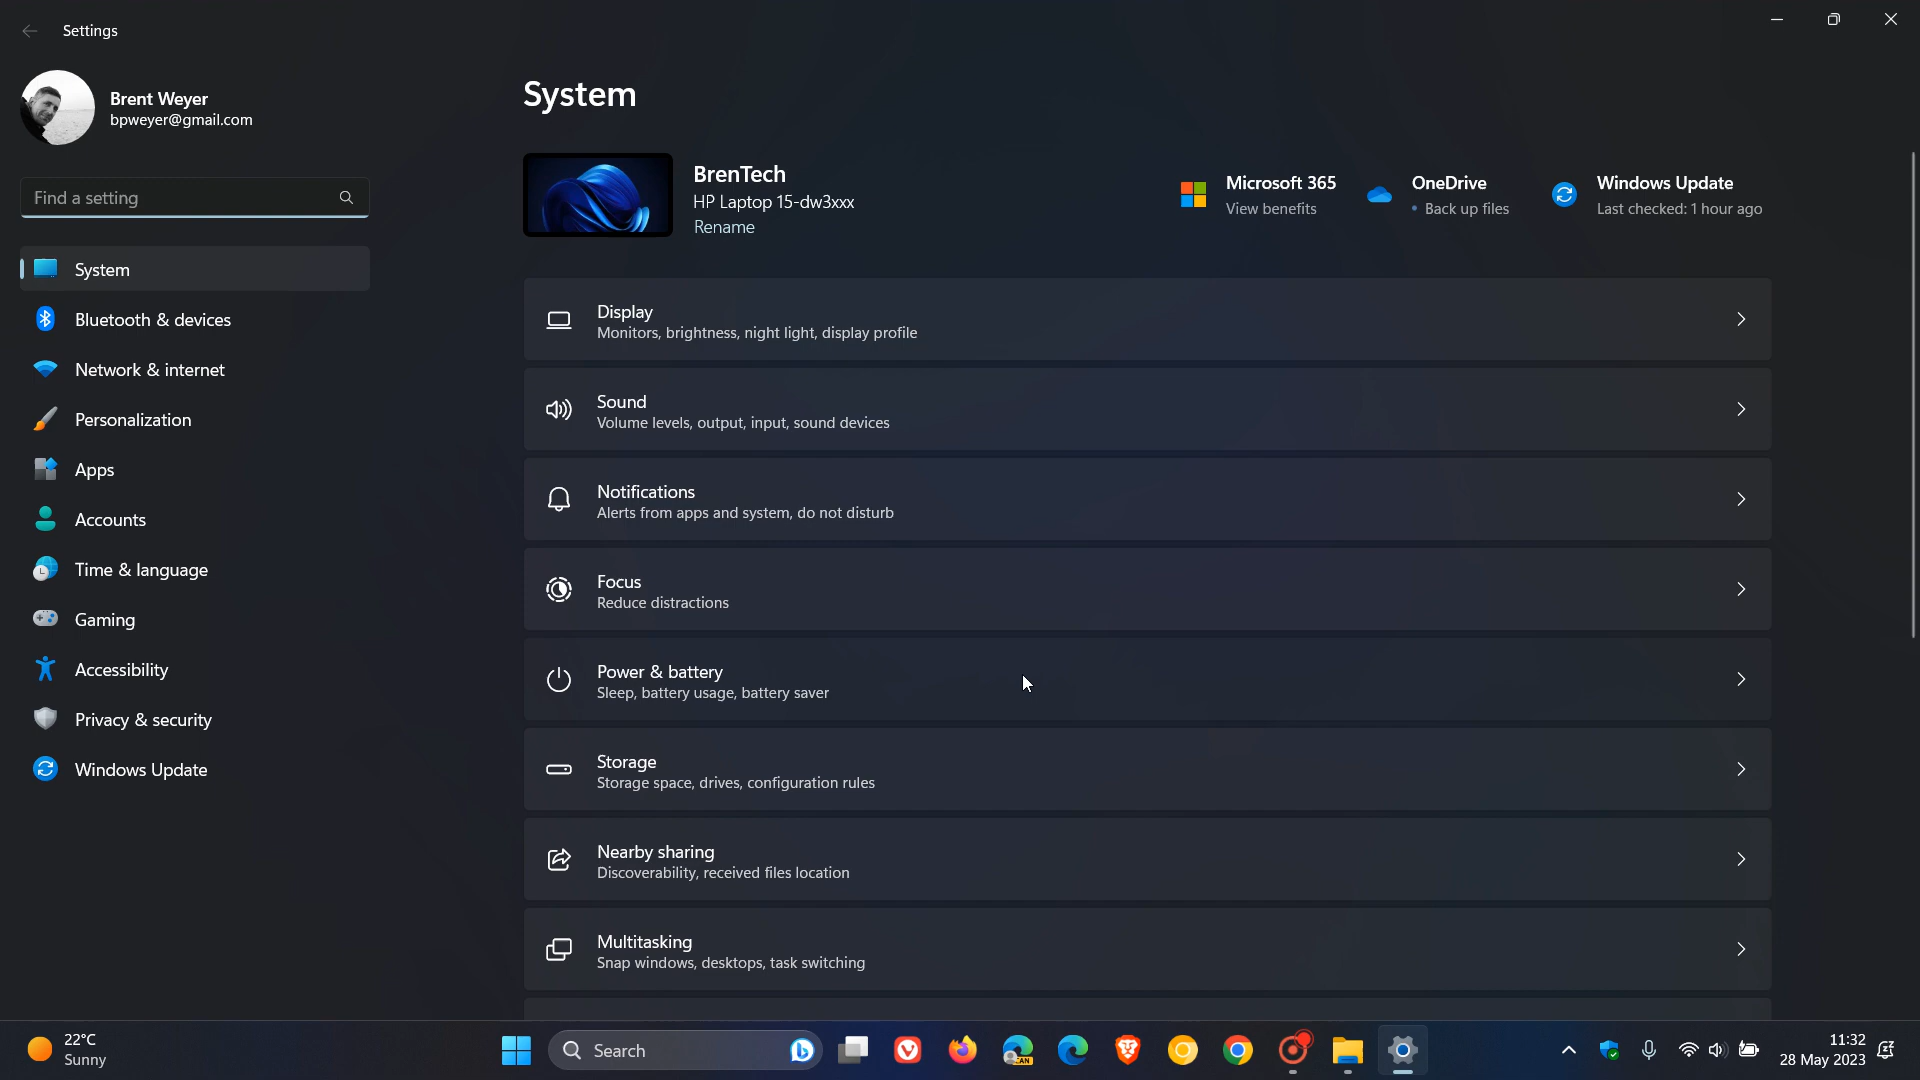 Settings
Brent Weyer
bpweyer@gmail.com
Find a setting
System
Bluetooth & devices
Network & internet
Personalization
Apps
Accounts
Time & language
Gaming
Accessibility
Privacy & security
Windows Update
System
BrenTech
HP Laptop 15-dw3xxx
Rename
Microsoft 365
View benefits
OneDrive
• Back up files
Windows Update
Last checked: 1 hour ago
Display
Monitors, brightness, night light, display profile
Sound
Volume levels, output, input, sound devices
Notifications
Alerts from apps and system, do not disturb
Focus
Reduce distractions
Power & battery
Sleep, battery usage, battery saver
Storage
Storage space, drives, configuration rules
Nearby sharing
Discoverability, received files location
Multitasking
Snap windows, desktops, task switching
22°C
Sunny
Search
CAN
11:32
28 May 2023